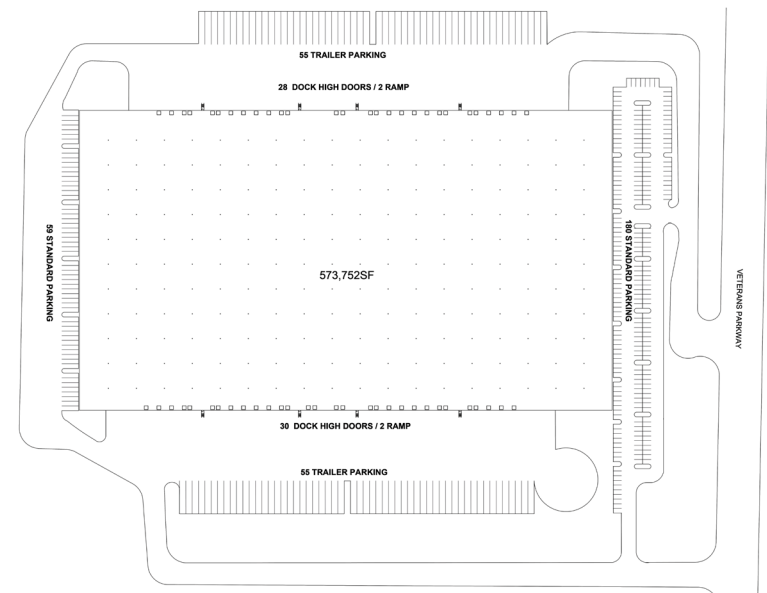 55 TRAILER PARKING
28 DOCK HIGH DOORS / 2 RAMP
59 STANDARD PARKING
573,752SF
180 STANDARD PARKING
VETERANS PARKWAY
30 DOCK HIGH DOORS / 2 RAMP
55 TRAILER PARKING